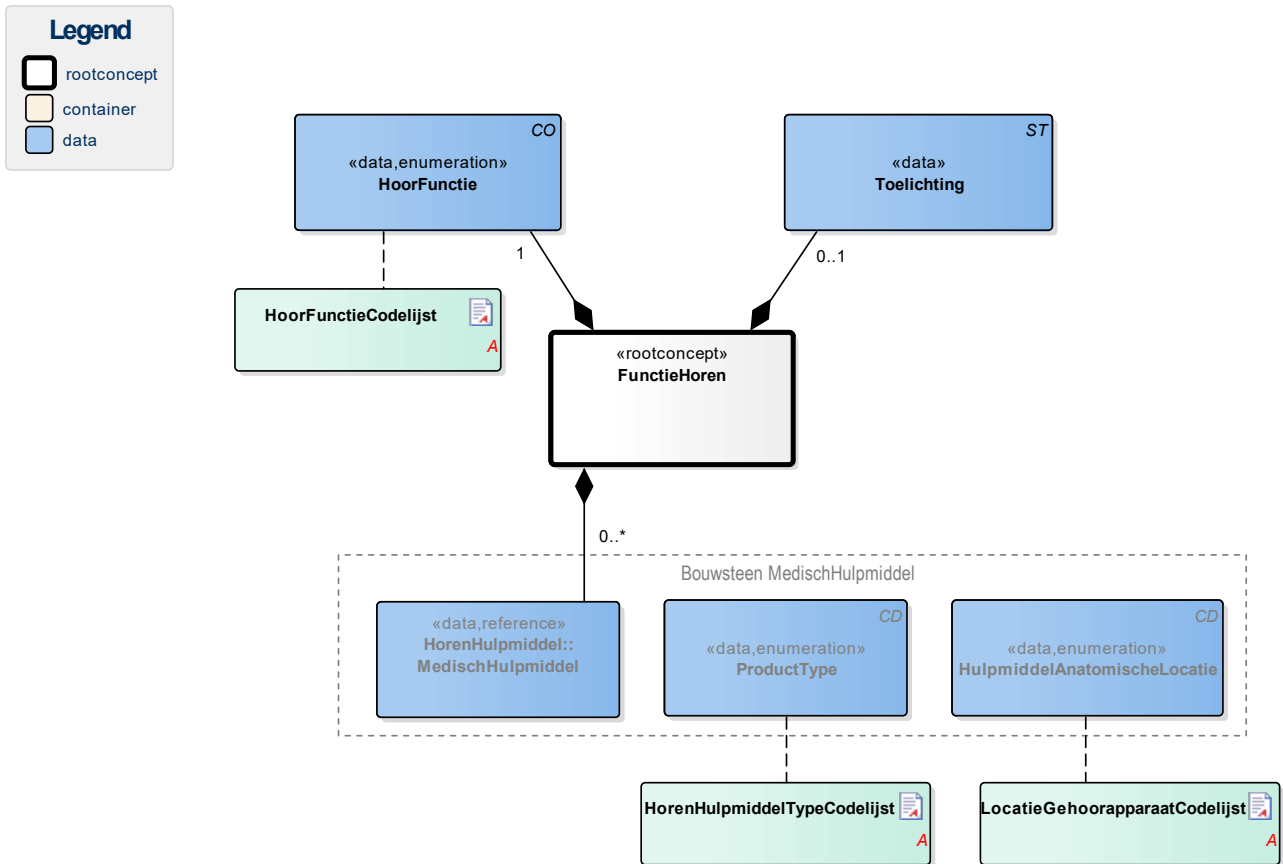 Legend
rootconcept
container
data
CO
«data,enumeration»
HoorFunctie
ST
«data»
Toelichting
1
0..1
HoorFunctieCodelijst
A
«rootconcept»
FunctieHoren
0..*
Bouwsteen MedischHulpmiddel
«data,reference»
HorenHulpmiddel::
MedischHulpmiddel
CD
«data,enumeration»
ProductType
CD
«data,enumeration»
HulpmiddelAnatomischeLocatie
HorenHulpmiddelTypeCodelijst
A
LocatieGehoorapparaatCodelijst
A